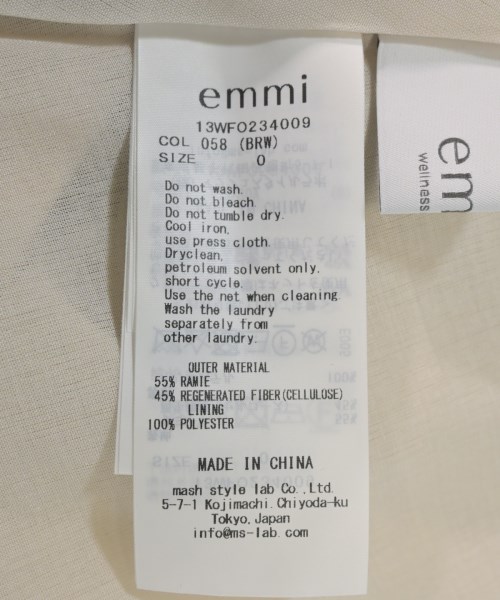 emmi
13WFO234009
COL 058 (BRW)
SIZE 0
Do not wash.
Do not bleach.
Do not tumble dry.
Cool iron.
use press cloth.
Dryclean,
petroleum solvent only.
short cycle.
Use the net when cleaning.
Wash the laundry
separately from
other laundry.
OUTER MATERIAL
55% RAMIE
45% REGENERATED FIBER(CELLULOSE)
LINING
100% POLYESTER
MADE IN CHINA
mash style lab Co.,Ltd.
5-7-1 Kojimachi.Chiyoda-ku
Tokyo,Japan
info@ms-lab.com
em
wellness